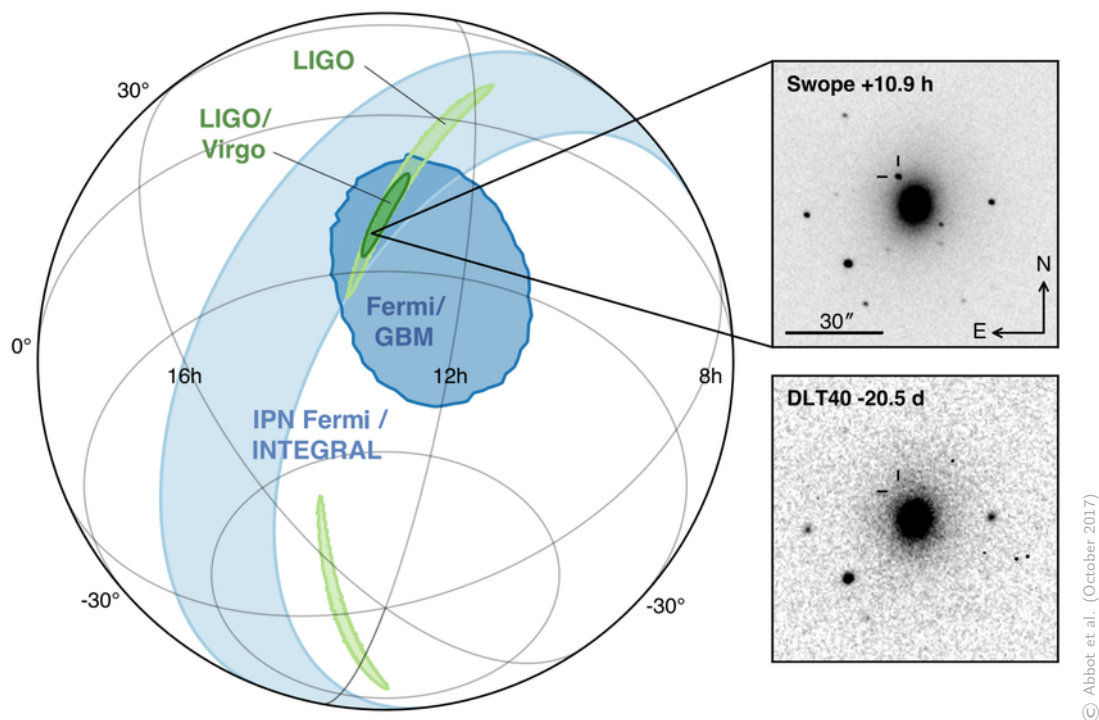 LIGO
30°
LIGO/
Virgo
Fermi/
GBM
0°
16h
12h
8h
IPN Fermi /
INTEGRAL
-30°
-30°
Swope +10.9 h
N
30″
E
DLT40 -20.5 d
© Abbot et al. (October 2017)